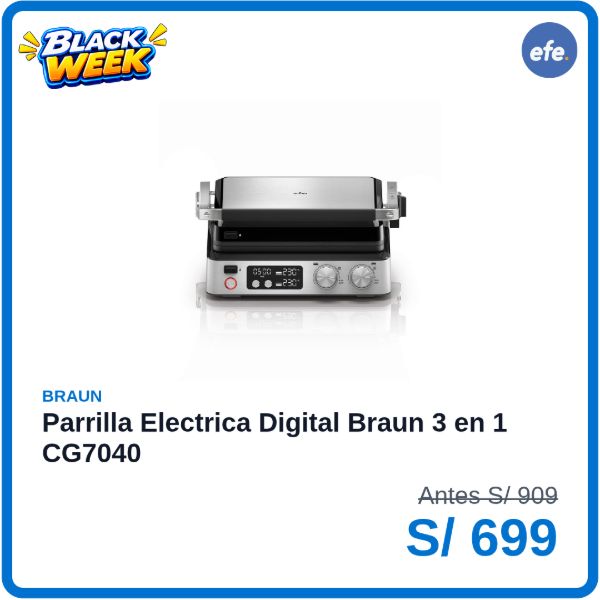 BLACK
WEEK
efe.
BRAUN
Parrilla Electrica Digital Braun 3 en 1
CG7040
Antes S/ 909
S/ 699